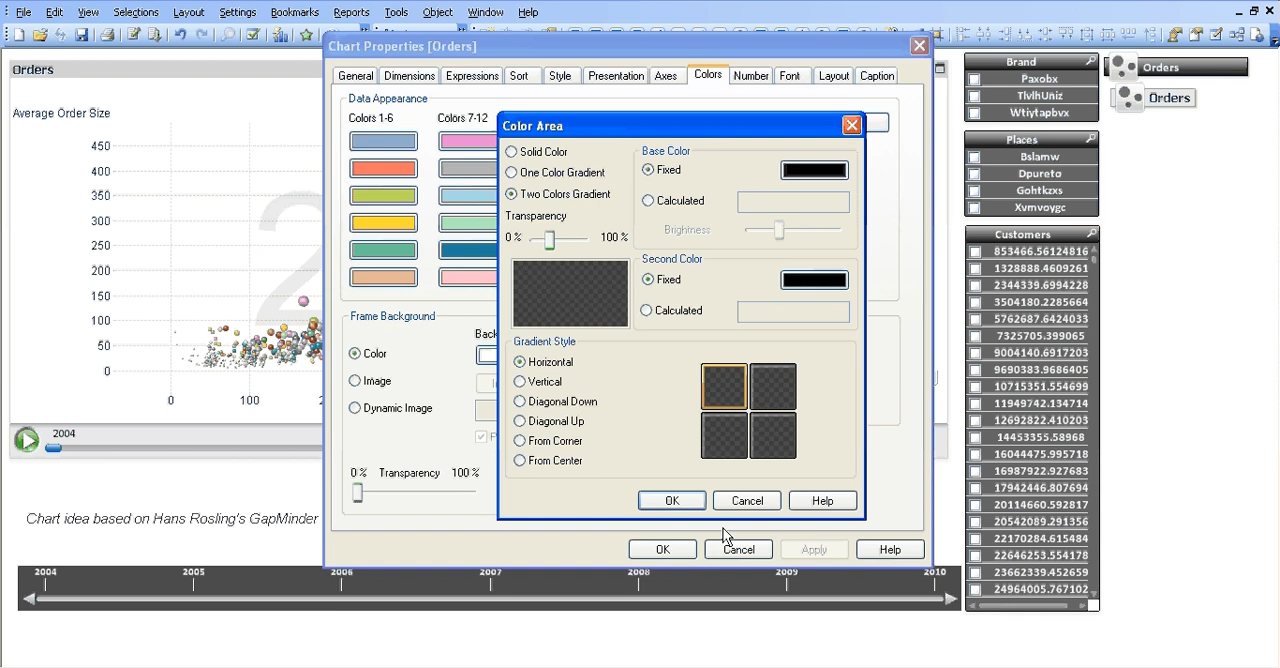 File Edit View Selections Layout Settings Bookmarks Reports Tools Object Window Help
Orders
Average Order Size
450
400
350
300
250
200
150
100
50
0
0 100
2004
Chart idea based on Hans Rosling's GapMinder
2004 2005 2006 2007 2008 2009 2010
Chart Properties [Orders]
General Dimensions Expressions Sort Style Presentation Axes Colors Number Font Layout Caption
Data Appearance
Colors 1-6 Colors 7-12
Frame Background
Color
Image
Dynamic Image
0 % Transparency 100 %
OK Cancel Apply Help
Color Area
Solid Color
One Color Gradient
Two Colors Gradient
Transparency
0 % 100 %
Base Color
Fixed
Calculated
Brightness
Second Color
Fixed
Calculated
Gradient Style
Horizontal
Vertical
Diagonal Down
Diagonal Up
From Corner
From Center
OK Cancel Help
Brand
Paxobx
TlvlhUniz
Wtiytapbvx
Places
Bslamw
Dpureto
Gohtkzxs
Xvmvoygc
Customers
853466.56124816
1328888.4609261
2344339.6994228
3504180.2285664
5762687.6424033
7325705.399065
9004140.6917203
9690383.9686405
10715351.554699
11949742.134714
12692822.410203
14453355.58968
16044475.995718
16987922.927683
17942446.807694
20114660.592817
20542089.291356
22170284.615484
22646253.554178
23662339.452659
24964005.767102
Orders
Orders